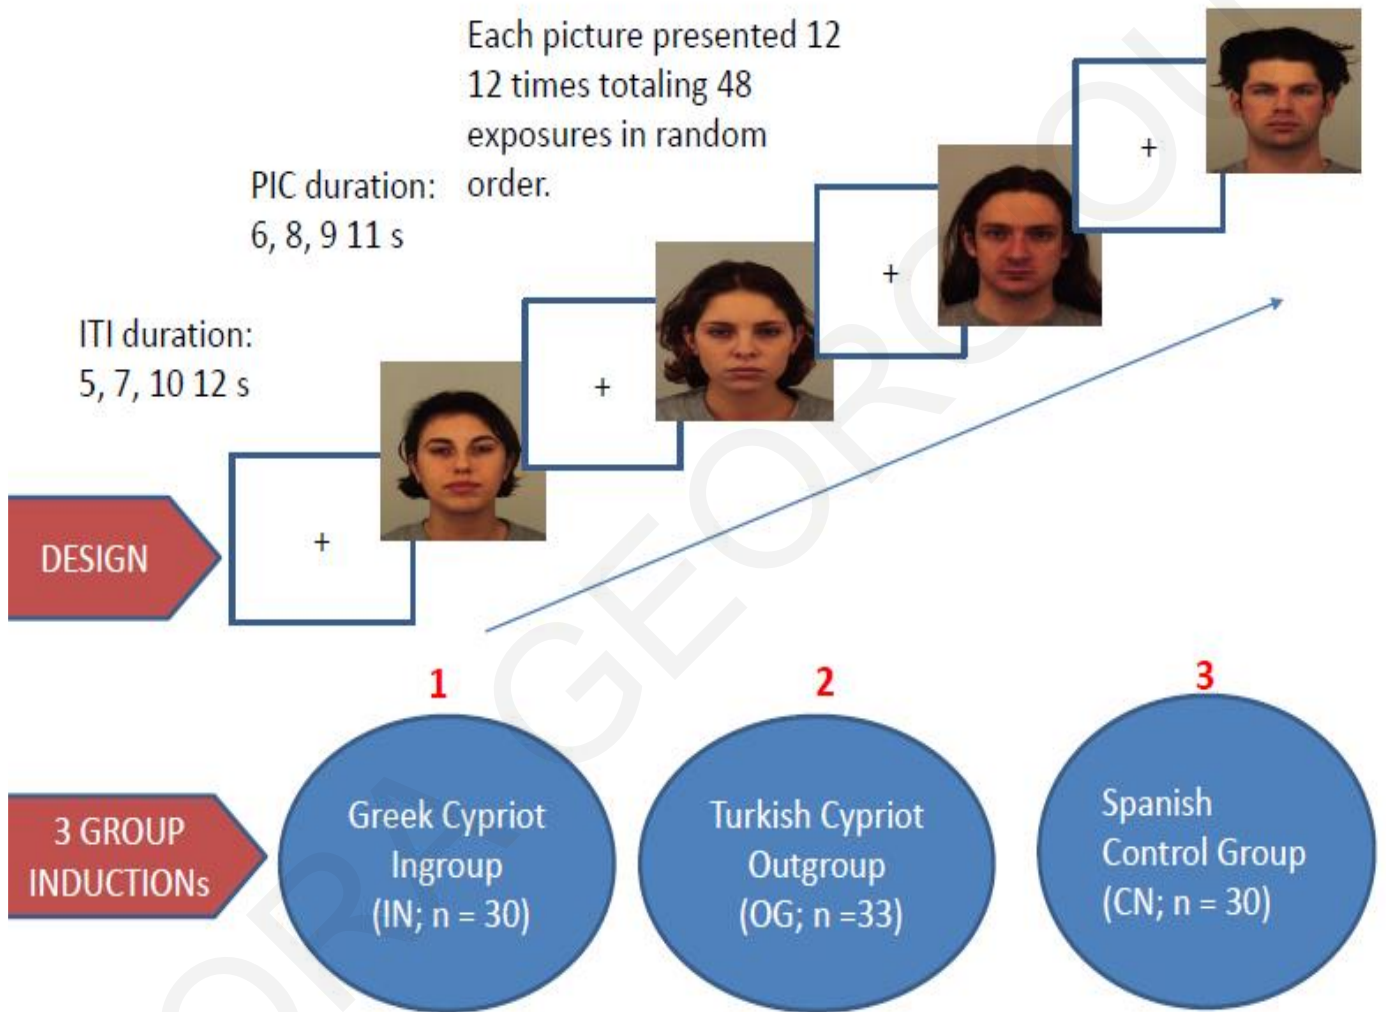 Each picture presented 12
12 times totaling 48
exposures in random
order.
PIC duration:
6, 8, 9 11 s
ITI duration:
5, 7, 10 12 s
+
+
+
+
DESIGN
1
2
3
3 GROUP
INDUCTIONs
Greek Cypriot
Ingroup
(IN; n = 30)
Turkish Cypriot
Outgroup
(OG; n =33)
Spanish
Control Group
(CN; n = 30)